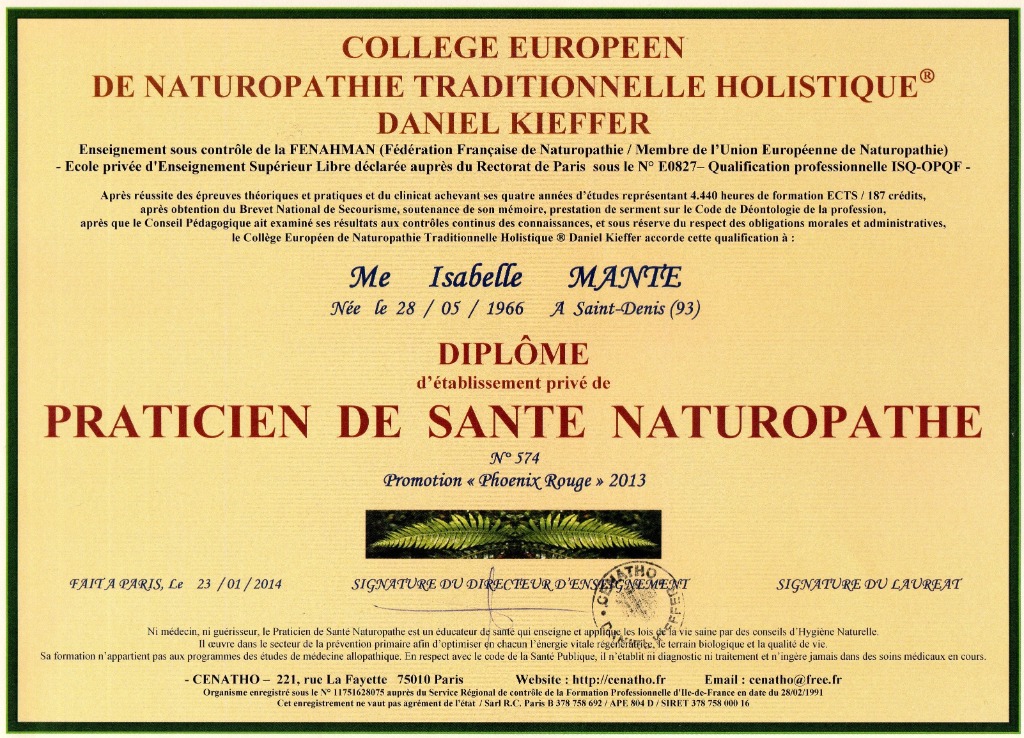 COLLEGE EUROPEEN
DE NATUROPATHIE TRADITIONNELLE HOLISTIQUE®
DANIEL KIEFFER
Enseignement sous contrôle de la FENAHMAN (Fédération Française de Naturopathie / Membre de l'Union Européenne de Naturopathie)
- Ecole privée d'Enseignement Supérieur Libre déclarée auprès du Rectorat de Paris sous le N° E0827– Qualification professionnelle ISQ-OPQF -
Après réussite des épreuves théoriques et pratiques et du clinicat achevant ses quatre années d'études représentant 4.440 heures de formation ECTS / 187 crédits,
après obtention du Brevet National de Secourisme, soutenance de son mémoire, prestation de serment sur le Code de Déontologie de la profession,
après que le Conseil Pédagogique ait examiné ses résultats aux contrôles continus des connaissances, et sous réserve du respect des obligations morales et administratives,
le Collège Européen de Naturopathie Traditionnelle Holistique ® Daniel Kieffer accorde cette qualification à :
Me Isabelle MANTE
Née le 28 / 05 / 1966 A Saint-Denis (93)
DIPLÔME
d'établissement privé de
PRATICIEN DE SANTE NATUROPATHE
N° 574
Promotion « Phoenix Rouge » 2013
FAIT A PARIS, Le 23 / 01 / 2014 SIGNATURE DU DIRECTEUR D'ENSEIGNEMENT SIGNATURE DU LAUREAT
CENATHO
Ni médecin, ni guérisseur, le Praticien de Santé Naturopathe est un éducateur de santé qui enseigne et applique les lois de la vie saine par des conseils d'Hygiène Naturelle.
Il œuvre dans le secteur de la prévention primaire afin d'optimiser en chacun l'énergie vitale régénératrice, le terrain biologique et la qualité de vie.
Sa formation n'appartient pas aux programmes des études de médecine allopathique. En respect avec le code de la Santé Publique, il n'établit ni diagnostic ni traitement et n'ingère jamais dans des soins médicaux en cours.
- CENATHO – 221, rue La Fayette 75010 Paris Website : http://cenatho.fr Email : cenatho@free.fr
Organisme enregistré sous le N° 11751628075 auprès du Service Régional de contrôle de la Formation Professionnelle d'Ile-de-France en date du 28/02/1991
Cet enregistrement ne vaut pas agrément de l'état / Sarl R.C. Paris B 378 758 692 / APE 804 D / SIRET 378 758 000 16